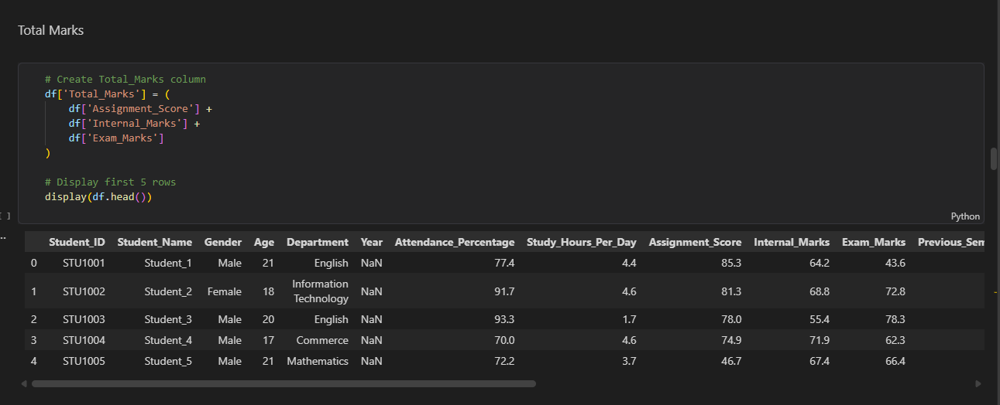 Total Marks
# Create Total_Marks column
df['Total_Marks'] = (
    df['Assignment_Score'] +
    df['Internal_Marks'] +
    df['Exam_Marks']
)
# Display first 5 rows
display(df.head())
[ ]
Python
Student_ID Student_Name Gender Age Department Year Attendance_Percentage Study_Hours_Per_Day Assignment_Score Internal_Marks Exam_Marks Previous_Sem
0 STU1001 Student_1 Male 21 English NaN 77.4 4.4 85.3 64.2 43.6
1 STU1002 Student_2 Female 18 Information Technology NaN 91.7 4.6 81.3 68.8 72.8
2 STU1003 Student_3 Male 20 English NaN 93.3 1.7 78.0 55.4 78.3
3 STU1004 Student_4 Male 17 Commerce NaN 70.0 4.6 74.9 71.9 62.3
4 STU1005 Student_5 Male 21 Mathematics NaN 72.2 3.7 46.7 67.4 66.4